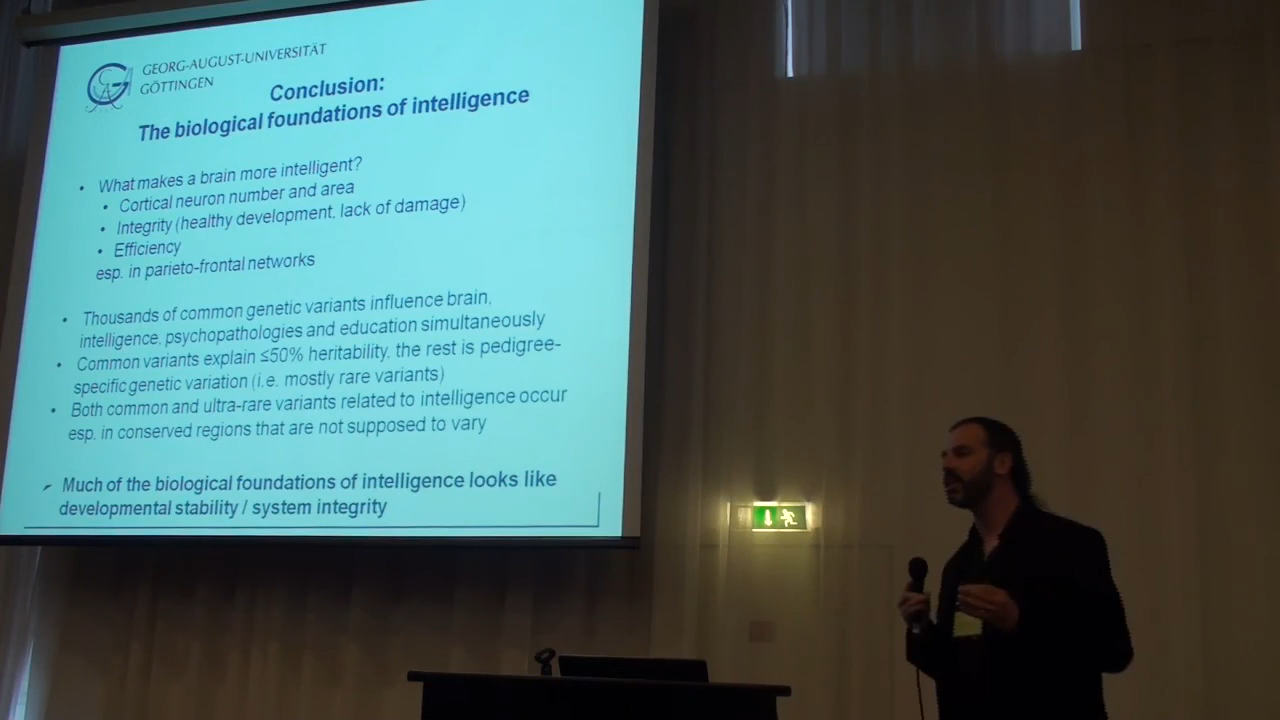 GEORG-AUGUST-UNIVERSITÄT
GÖTTINGEN
Conclusion:
The biological foundations of intelligence
• What makes a brain more intelligent?
• Cortical neuron number and area
• Integrity (healthy development, lack of damage)
• Efficiency
esp. in parieto-frontal networks
• Thousands of common genetic variants influence brain,
intelligence, psychopathologies and education simultaneously
• Common variants explain ≤50% heritability, the rest is pedigree-
specific genetic variation (i.e. mostly rare variants)
• Both common and ultra-rare variants related to intelligence occur
esp. in conserved regions that are not supposed to vary
Much of the biological foundations of intelligence looks like
developmental stability / system integrity